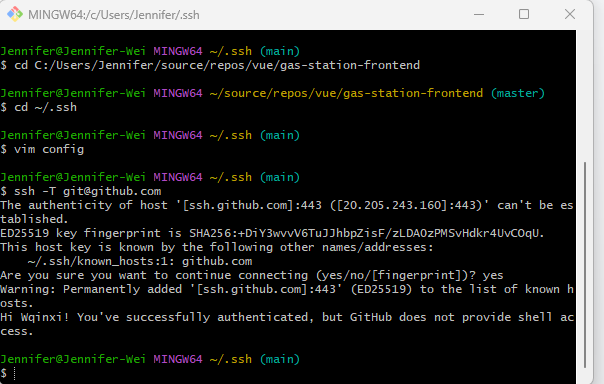 MINGW64:/c/Users/Jennifer/.ssh
Jennifer@Jennifer-Wei MINGW64 ~/.ssh (main)
$ cd C:/Users/Jennifer/source/repos/vue/gas-station-frontend
Jennifer@Jennifer-Wei MINGW64 ~/source/repos/vue/gas-station-frontend (master)
$ cd ~/.ssh
Jennifer@Jennifer-Wei MINGW64 ~/.ssh (main)
$ vim config
Jennifer@Jennifer-Wei MINGW64 ~/.ssh (main)
$ ssh -T git@github.com
The authenticity of host '[ssh.github.com]:443 ([20.205.243.160]:443)' can't be es
tablished.
ED25519 key fingerprint is SHA256:+DiY3wvvV6TuJJhbpZisF/zLDA0zPMSvHdkr4UvCOqU.
This host key is known by the following other names/addresses:
~/.ssh/known_hosts:1: github.com
Are you sure you want to continue connecting (yes/no/[fingerprint])? yes
Warning: Permanently added '[ssh.github.com]:443' (ED25519) to the list of known h
osts.
Hi Wqinxi! You've successfully authenticated, but GitHub does not provide shell ac
cess.
Jennifer@Jennifer-Wei MINGW64 ~/.ssh (main)
$